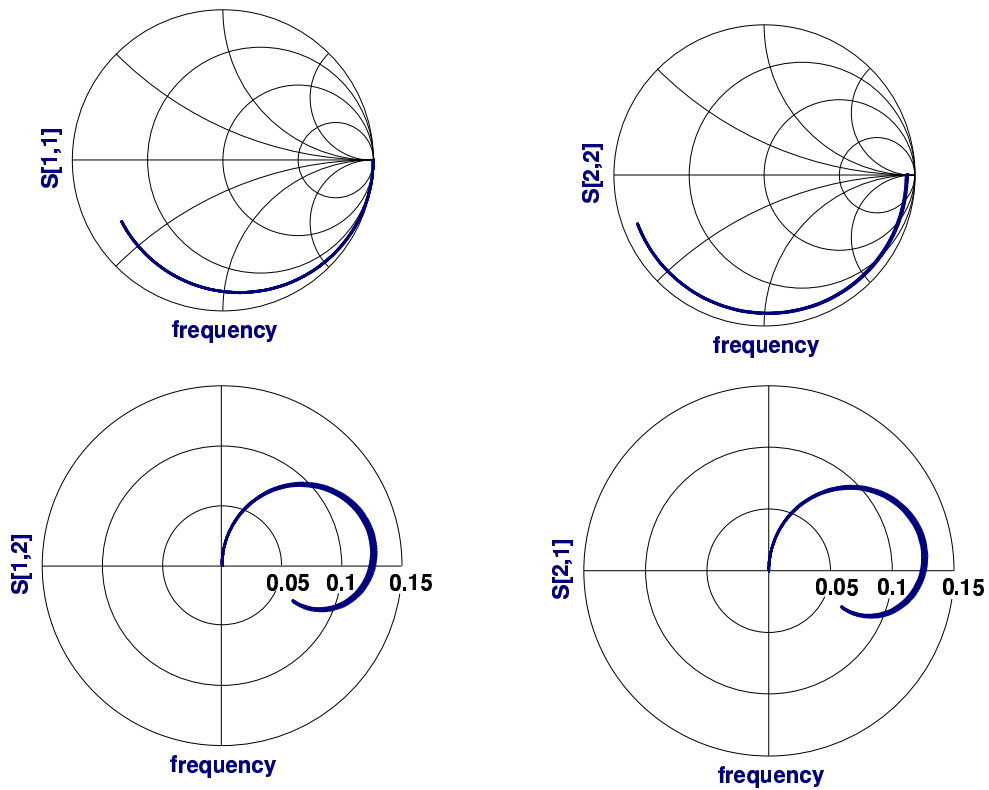 S[1,1]
frequency
S[2,2]
frequency
S[1,2]
0.05 0.1 0.15
frequency
S[2,1]
0.05 0.1 0.15
frequency